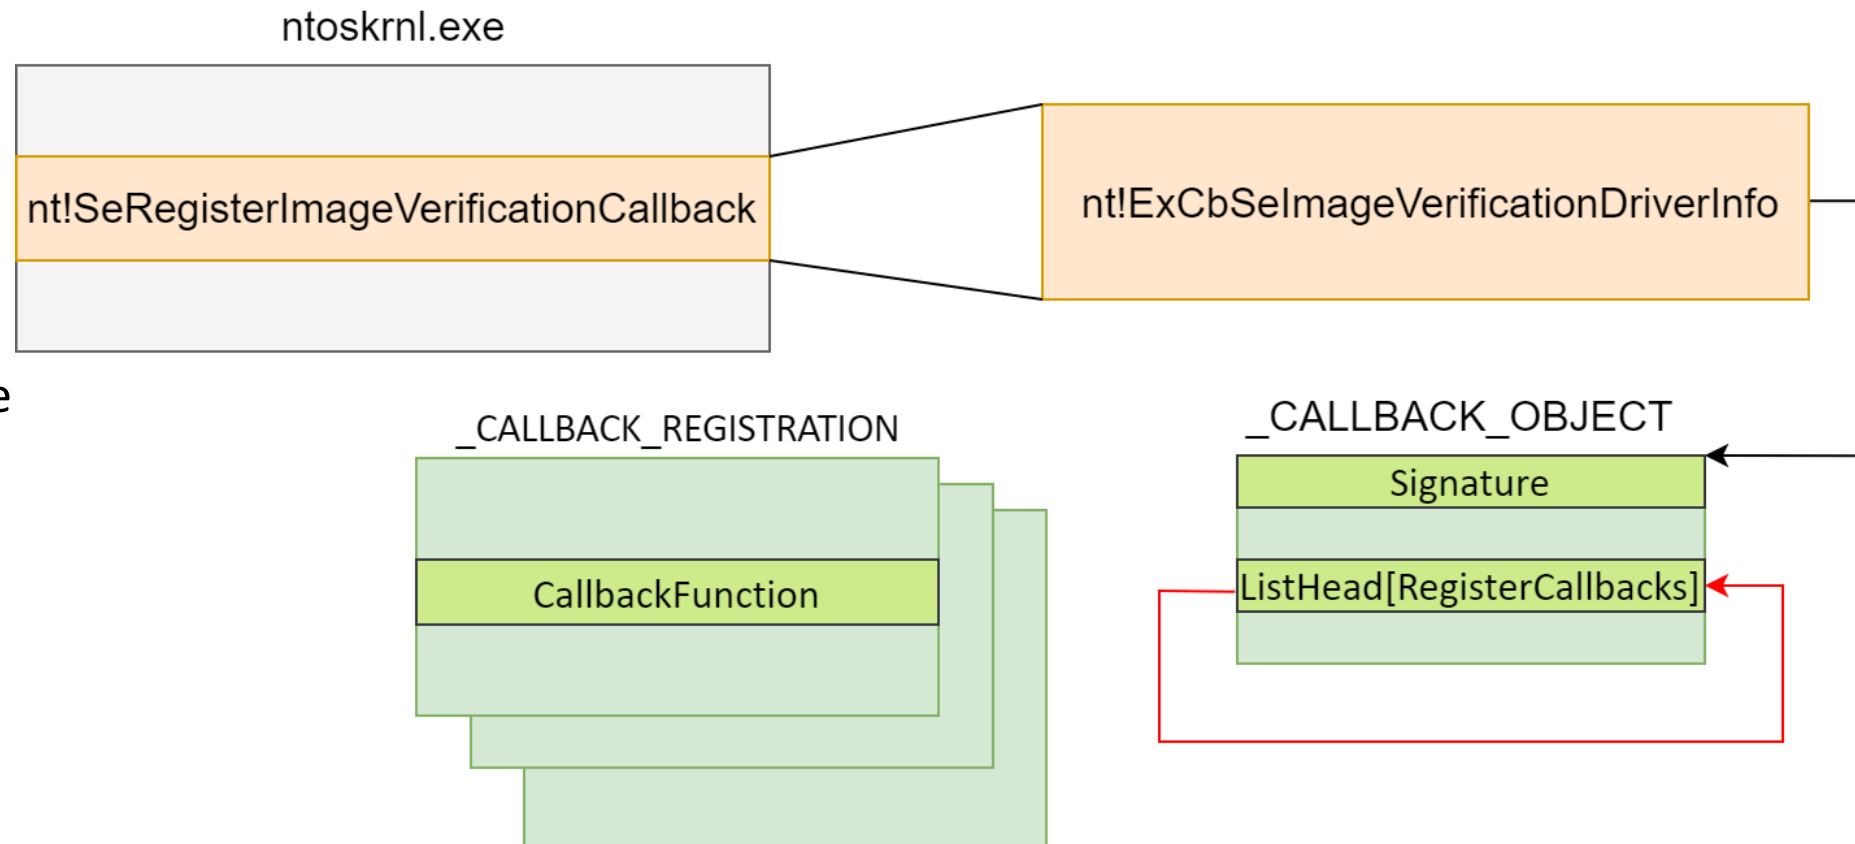 ntoskrnl.exe
nt!SeRegisterImageVerificationCallback
nt!ExCbSeImageVerificationDriverInfo
e
_CALLBACK_REGISTRATION
_CALLBACK_OBJECT
Signature
CallbackFunction
ListHead[RegisterCallbacks]